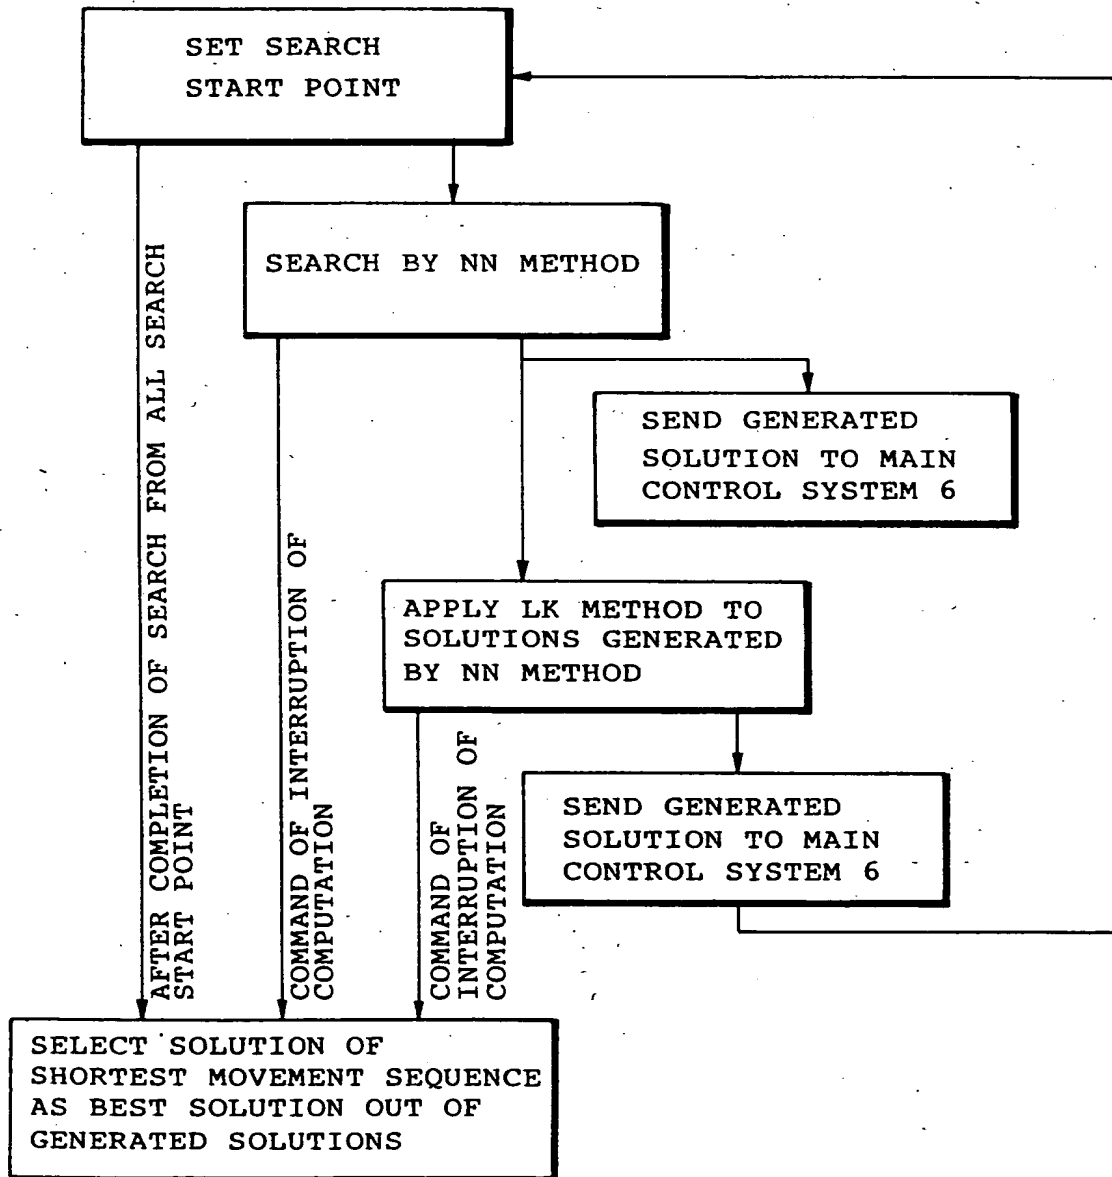 SET SEARCH
START POINT
SEARCH BY NN METHOD
SEND GENERATED
SOLUTION TO MAIN
CONTROL SYSTEM 6
APPLY LK METHOD TO
SOLUTIONS GENERATED
BY NN METHOD
SEND GENERATED
SOLUTION TO MAIN
CONTROL SYSTEM 6
AFTER COMPLETION OF SEARCH FROM ALL SEARCH
START POINT
COMMAND OF INTERRUPTION OF
COMPUTATION
COMMAND OF
INTERRUPTION OF
COMPUTATION
SELECT SOLUTION OF
SHORTEST MOVEMENT SEQUENCE
AS BEST SOLUTION OUT OF
GENERATED SOLUTIONS